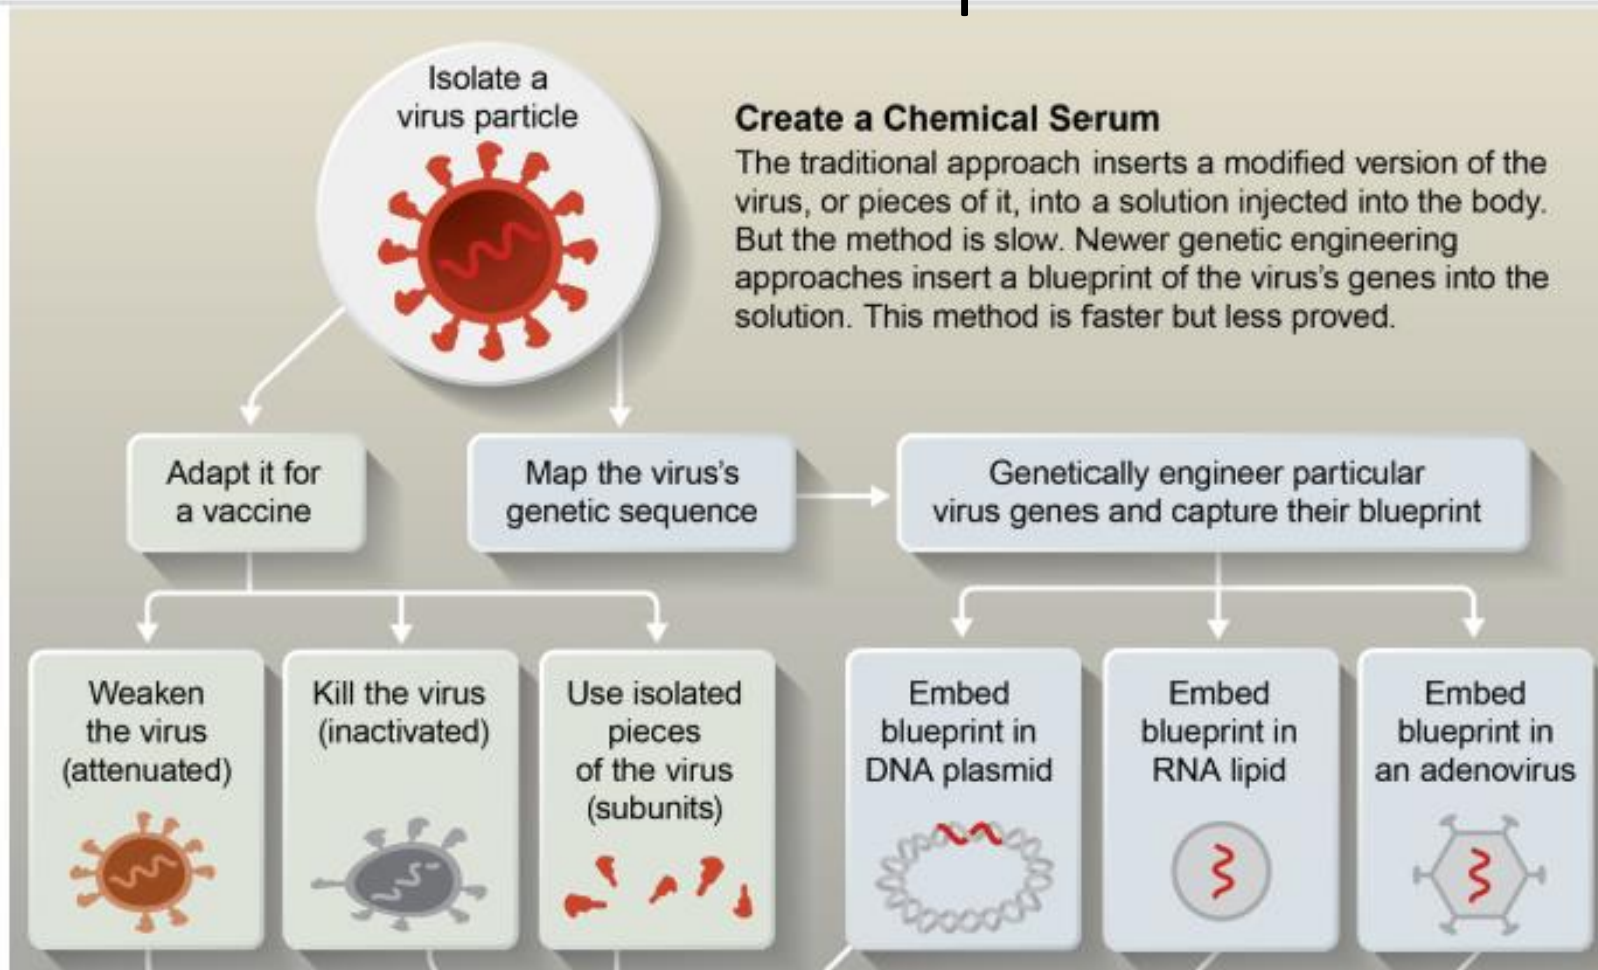 Isolate a
virus particle
Create a Chemical Serum
The traditional approach inserts a modified version of the
virus, or pieces of it, into a solution injected into the body.
But the method is slow. Newer genetic engineering
approaches insert a blueprint of the virus’s genes into the
solution. This method is faster but less proved.
Adapt it for
a vaccine
Map the virus’s
genetic sequence
Genetically engineer particular
virus genes and capture their blueprint
Weaken
the virus
(attenuated)
Kill the virus
(inactivated)
Use isolated
pieces
of the virus
(subunits)
Embed
blueprint in
DNA plasmid
Embed
blueprint in
RNA lipid
Embed
blueprint in
an adenovirus